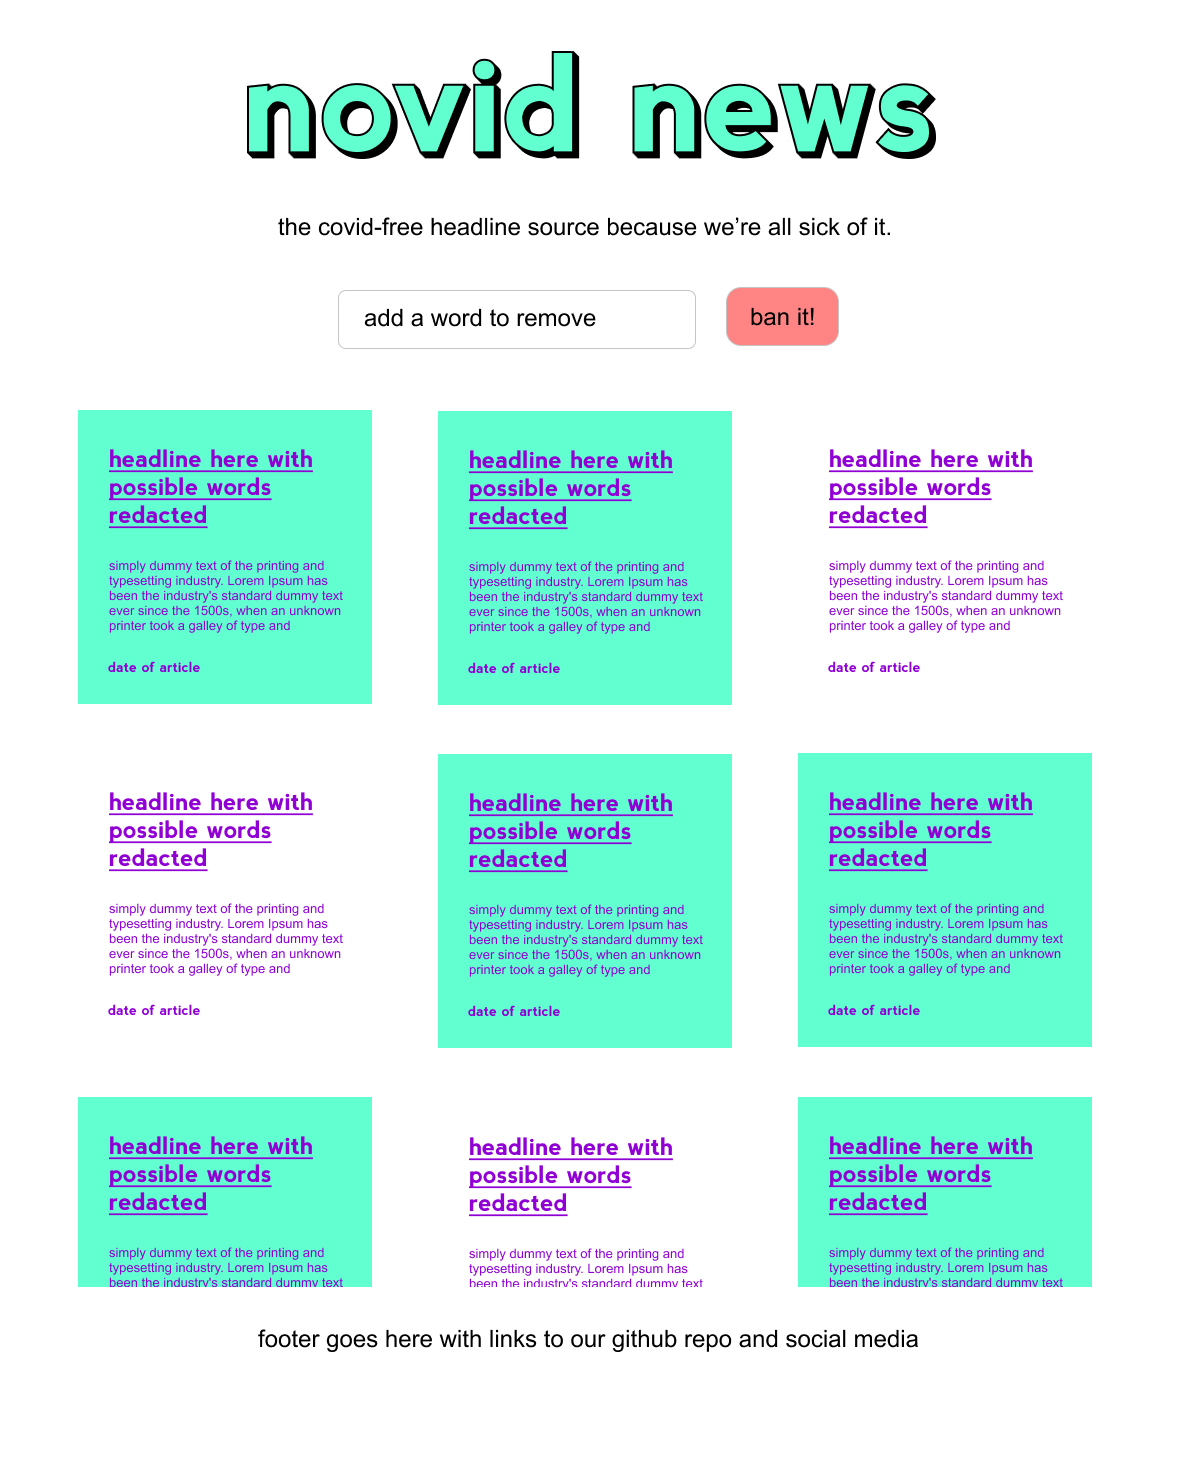 novid news
the covid-free headline source because we’re all sick of it.
add a word to remove
ban it!
headline here with
possible words
redacted
simply dummy text of the printing and
typesetting industry. Lorem Ipsum has
been the industry's standard dummy text
ever since the 1500s, when an unknown
printer took a galley of type and
date of article
headline here with
possible words
redacted
simply dummy text of the printing and
typesetting industry. Lorem Ipsum has
been the industry's standard dummy text
ever since the 1500s, when an unknown
printer took a galley of type and
date of article
headline here with
possible words
redacted
simply dummy text of the printing and
typesetting industry. Lorem Ipsum has
been the industry's standard dummy text
ever since the 1500s, when an unknown
printer took a galley of type and
date of article
headline here with
possible words
redacted
simply dummy text of the printing and
typesetting industry. Lorem Ipsum has
been the industry's standard dummy text
ever since the 1500s, when an unknown
printer took a galley of type and
date of article
headline here with
possible words
redacted
simply dummy text of the printing and
typesetting industry. Lorem Ipsum has
been the industry's standard dummy text
ever since the 1500s, when an unknown
printer took a galley of type and
date of article
headline here with
possible words
redacted
simply dummy text of the printing and
typesetting industry. Lorem Ipsum has
been the industry's standard dummy text
ever since the 1500s, when an unknown
printer took a galley of type and
date of article
headline here with
possible words
redacted
simply dummy text of the printing and
typesetting industry. Lorem Ipsum has
been the industry's standard dummy text
headline here with
possible words
redacted
simply dummy text of the printing and
typesetting industry. Lorem Ipsum has
been the industry's standard dummy text
headline here with
possible words
redacted
simply dummy text of the printing and
typesetting industry. Lorem Ipsum has
been the industry's standard dummy text
footer goes here with links to our github repo and social media